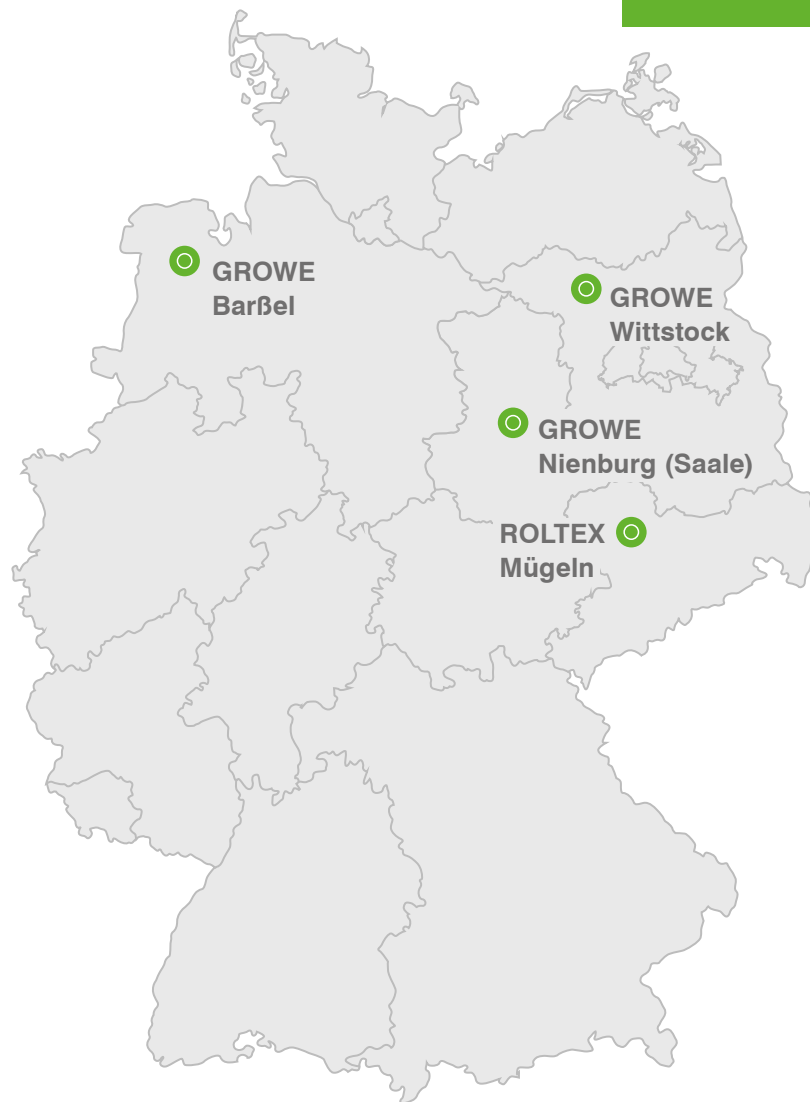 GROWE
Barßel
GROWE
Wittstock
GROWE
Nienburg (Saale)
ROLTEX
Mügeln